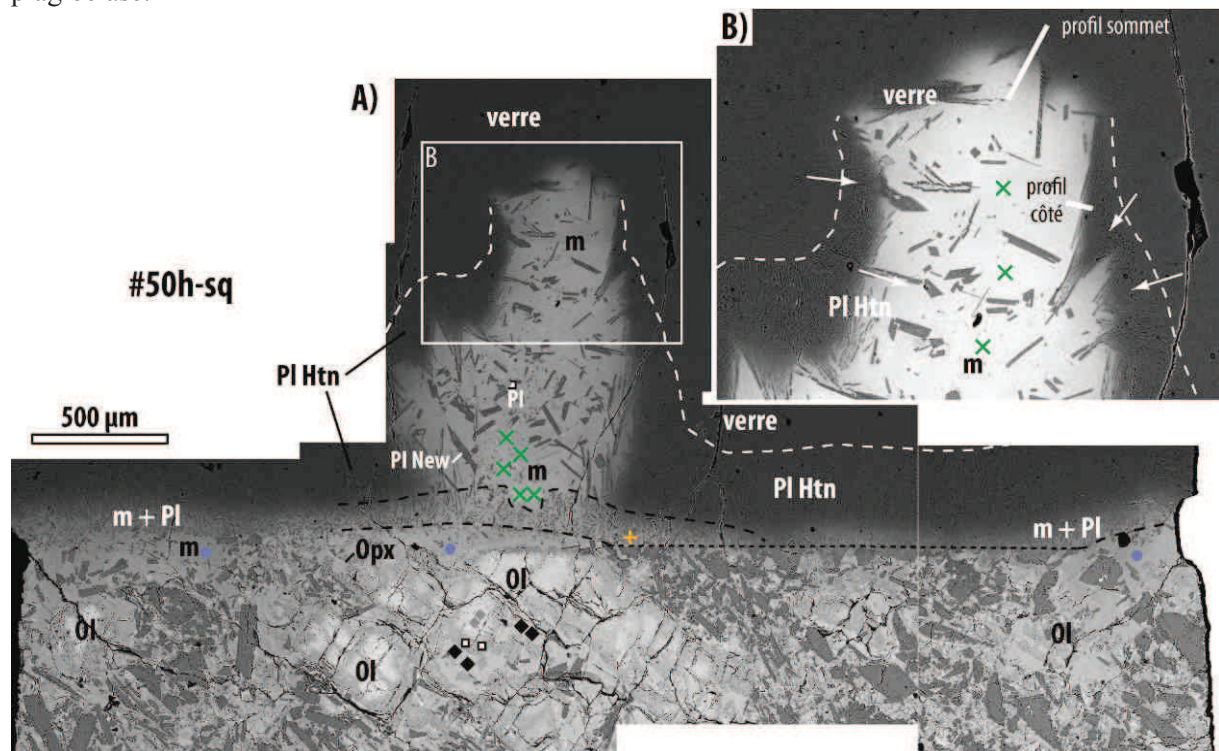 A)
verre
B
m
#50h-sq
Pl Htn
500 µm
Pl
Pl New
m
verre
Pl Htn
m + Pl
m
Opx
Ol
Ol
Ol
m + Pl
Ol
B)
profil sommet
verre
profil
côté
Pl Htn
m